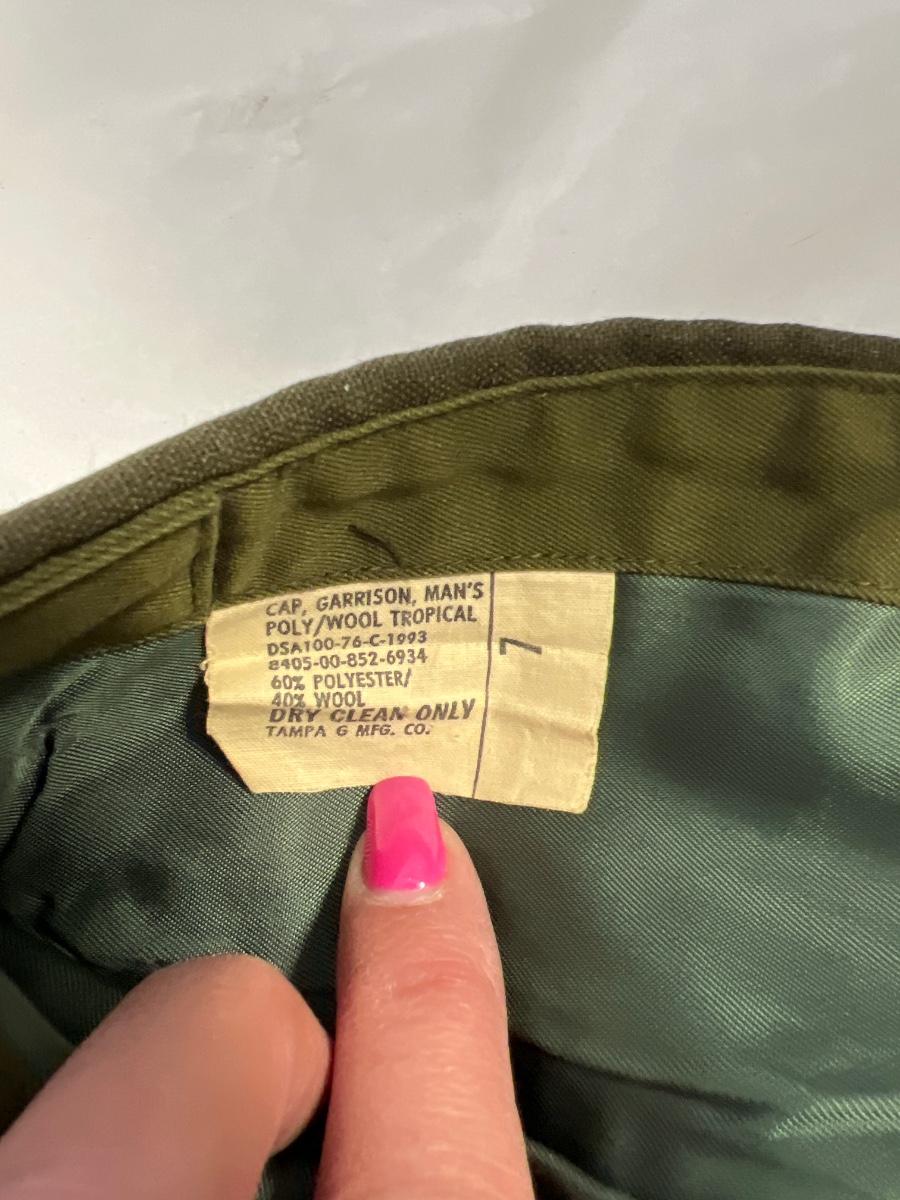 CAP, GARRISON, MAN'S
POLY/WOOL TROPICAL
DSA100-76-C-1993
8405-00-852-6934
60% POLYESTER/
40% WOOL
DRY CLEAN ONLY
TAMPA G MFG. CO.
7